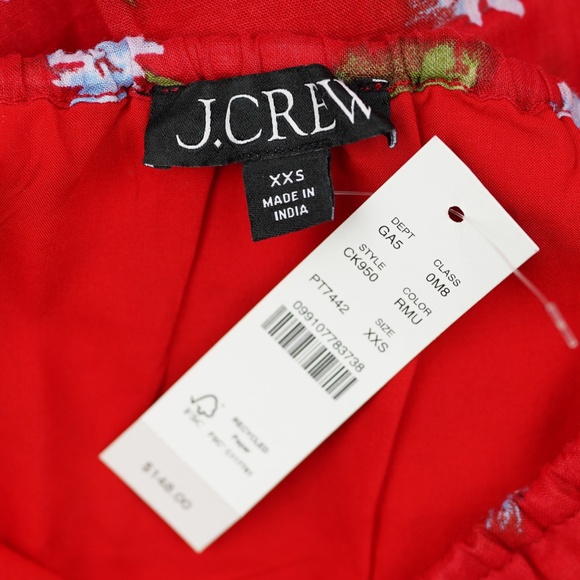 J.CREW
XXS
MADE IN
INDIA
DEPT
GA5
CLASS
0M8
STYLE
CK950
COLOR
RMU
PT7442
SIZE
XXS
099107783738
FSC
RECYCLED
Paper
$148.00